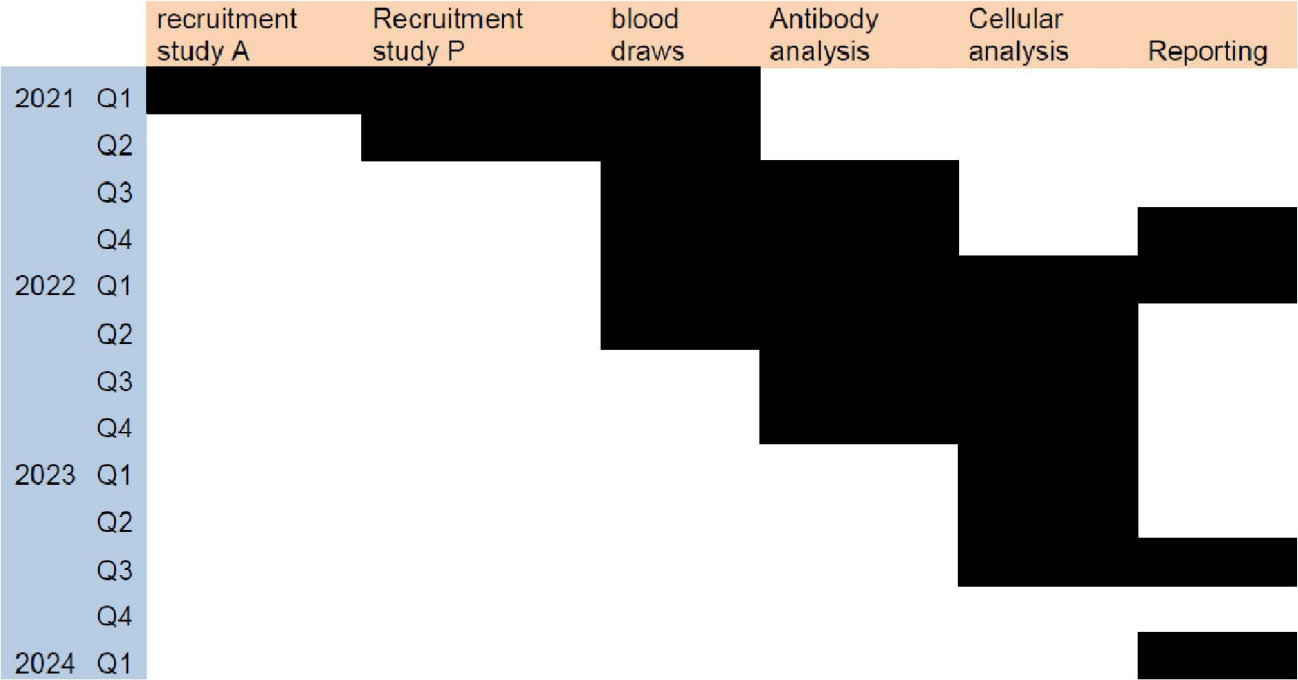 recruitment Recruitment blood Antibody Cellular
study A study P draws analysis analysis Reporting
2021 Q1
Q2
Q3
Q4
2022 Q1
Q2
Q3
Q4
2023 Q1
Q2
Q3
Q4
2024 Q1